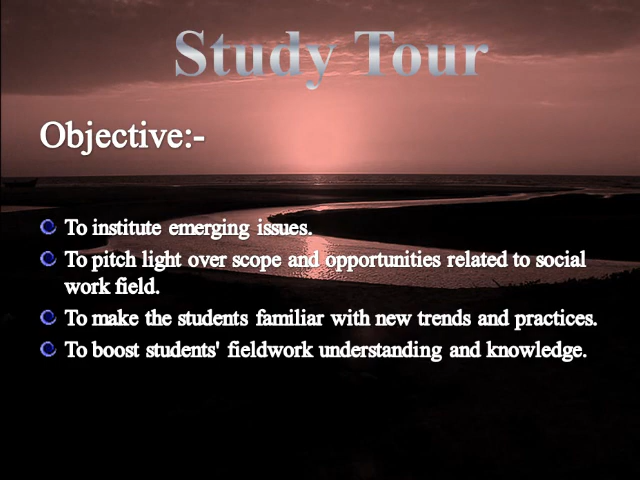 Study Tour
Objective:-
To institute emerging issues.
To pitch light over scope and opportunities related to social
work field.
To make the students familiar with new trends and practices.
To boost students' fieldwork understanding and knowledge.